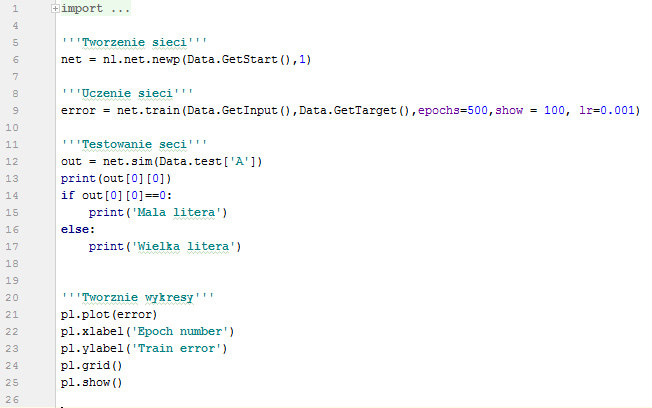 1 import ...
4
5 '''Tworzenie sieci'''
6 net = nl.net.newp(Data.GetStart(),1)
7
8 '''Uczenie sieci'''
9 error = net.train(Data.GetInput(),Data.GetTarget(),epochs=500,show = 100, lr=0.001)
10
11 '''Testowanie seci'''
12 out = net.sim(Data.test['A'])
13 print(out[0][0])
14 if out[0][0]==0:
15     print('Mala litera')
16 else:
17     print('Wielka litera')
18
19
20 '''Tworznie wykresy'''
21 pl.plot(error)
22 pl.xlabel('Epoch number')
23 pl.ylabel('Train error')
24 pl.grid()
25 pl.show()
26